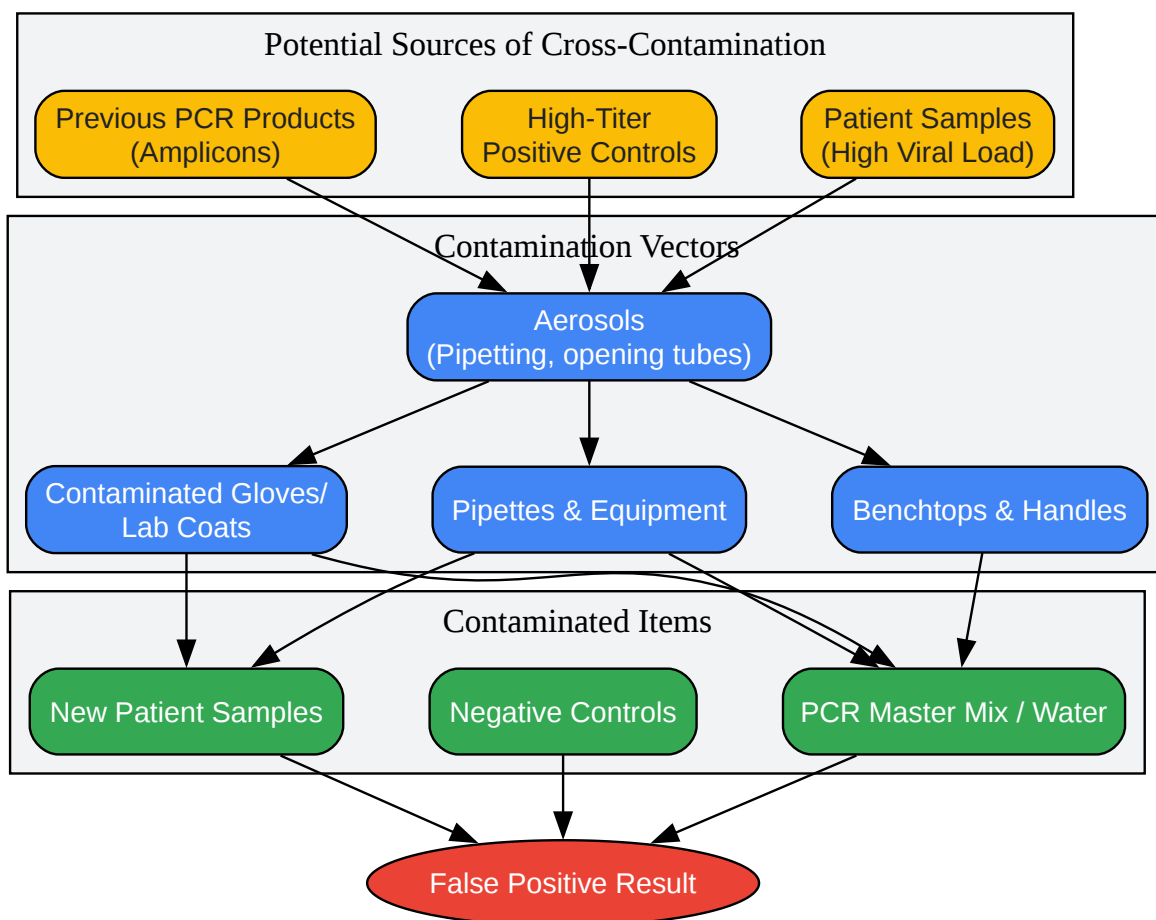 Potential Sources of Cross-Contamination
Previous PCR Products
(Amplicons)
High-Titer
Positive Controls
Patient Samples
(High Viral Load)
Contamination Vectors
Aerosols
(Pipetting, opening tubes)
Contaminated Gloves/
Lab Coats
Pipettes & Equipment
Benchtops & Handles
Contaminated Items
New Patient Samples
Negative Controls
PCR Master Mix / Water
False Positive Result